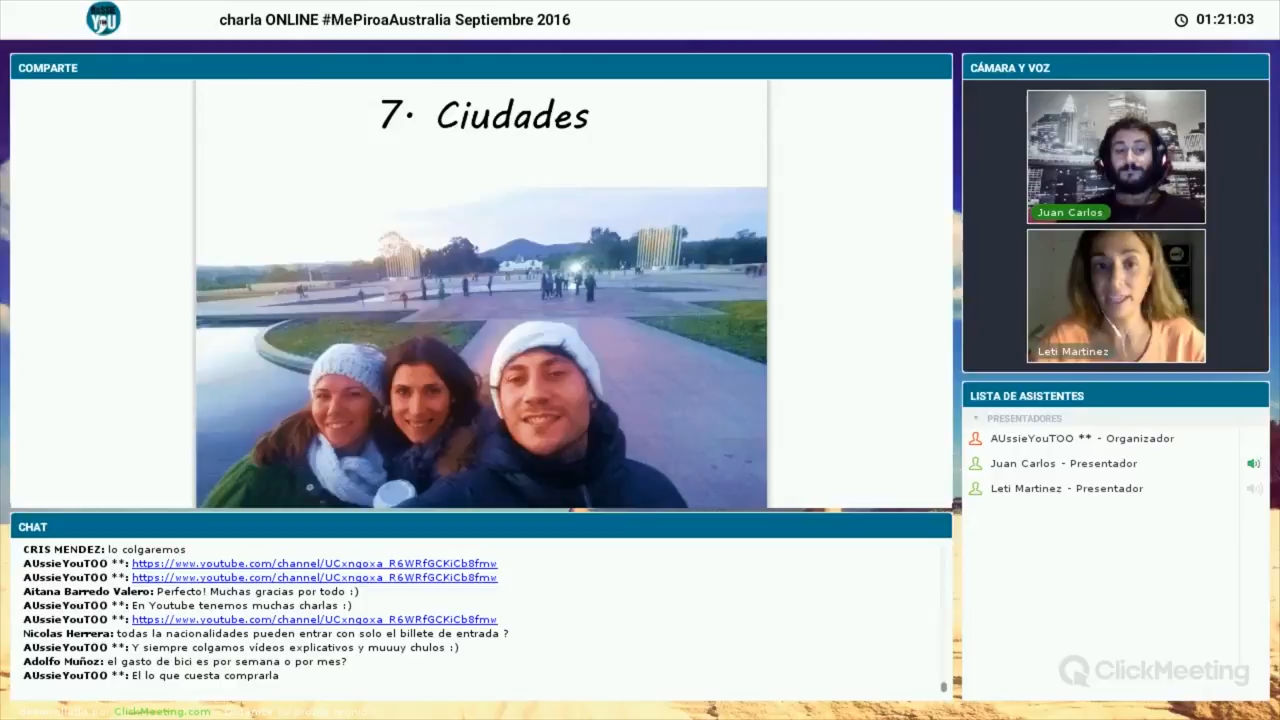 AUSSIE
YOU
TOO
charla ONLINE #MePiroaAustralia Septiembre 2016
01:21:03
COMPARTE
7. Ciudades
CÁMARA Y VOZ
Juan Carlos
Leti Martinez
LISTA DE ASISTENTES
PRESENTADORES
AUssieYouTOO ** - Organizador
Juan Carlos - Presentador
Leti Martinez - Presentador
CHAT
CRIS MENDEZ: lo colgaremos
AUssieYouTOO **: https://www.youtube.com/channel/UCxngoxa_R6WRfGCKiCb8fmw
AUssieYouTOO **: https://www.youtube.com/channel/UCxngoxa_R6WRfGCKiCb8fmw
Aitana Barredo Valero: Perfecto! Muchas gracias por todo :)
AUssieYouTOO **: En Youtube tenemos muchas charlas :)
AUssieYouTOO **: https://www.youtube.com/channel/UCxngoxa_R6WRfGCKiCb8fmw
Nicolas Herrera: todas la nacionalidades pueden entrar con solo el billete de entrada ?
AUssieYouTOO **: Y siempre colgamos vídeos explicativos y muuuy chulos :)
Adolfo Muñoz: el gasto de bici es por semana o por mes?
AUssieYouTOO **: El lo que cuesta comprarla
ClickMeeting
ClickMeeting.com